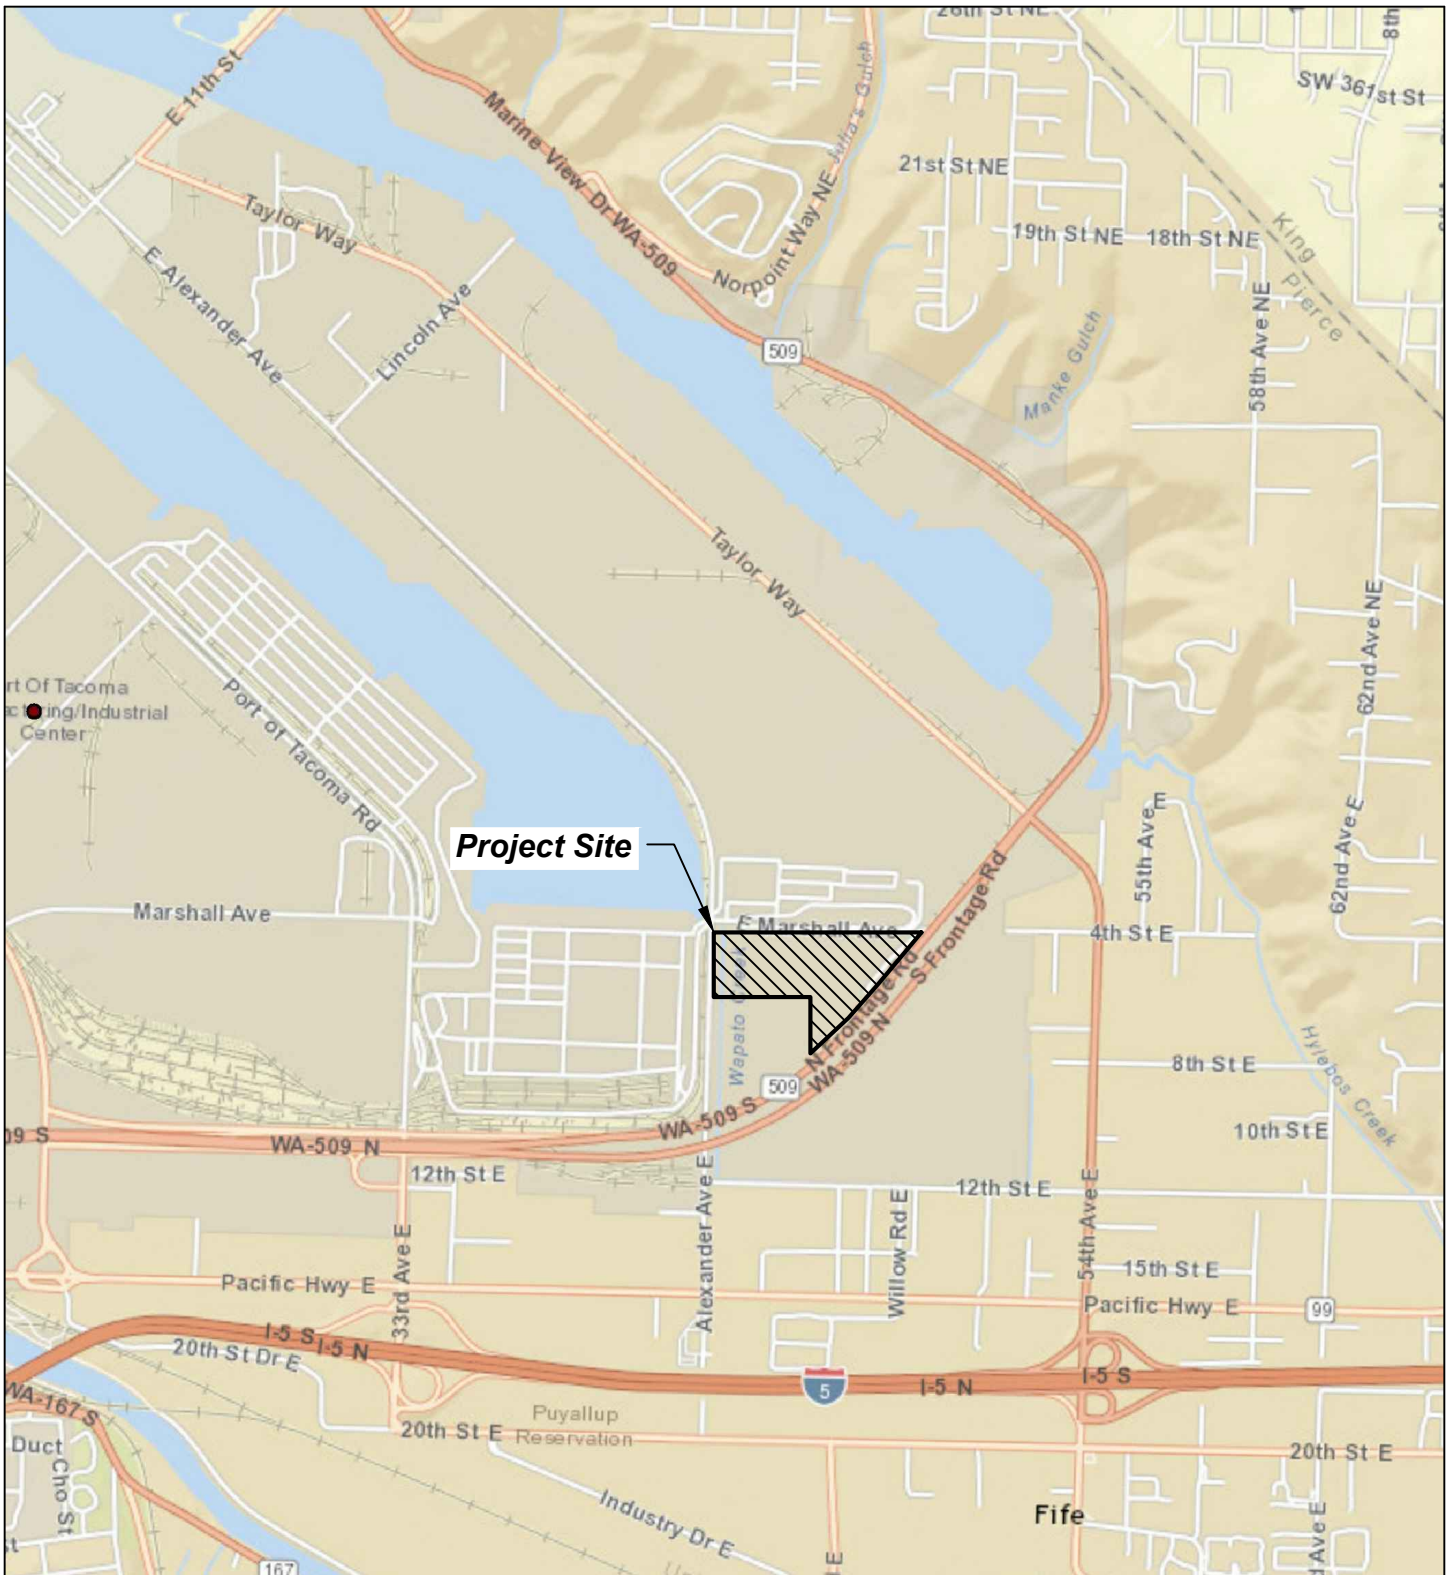 26th St NE
8th
E 11th St
SW 361st St
Marine View Dr WA-509
Julia's Gulch
21st St NE
Norpoint Way NE
Taylor Way
19th St NE
18th St NE
King
Pierce
E Alexander Ave
Lincoln Ave
509
Manke Gulch
58th Ave NE
Taylor Way
62nd Ave NE
rt Of Tacoma
ring/Industrial
Center
Port of Tacoma Rd
Project Site
55th Ave E
62nd Ave E
Marshall Ave
E Marshall Ave
4th St E
S Frontage Rd
N Frontage Rd
WA-509 N
Wapato Creek
509
8th St E
Hylebos Creek
WA-509 S
09 S
WA-509 N
10th St E
12th St E
12th St E
Alexander Ave E
Willow Rd E
54th Ave E
33rd Ave E
15th St E
Pacific Hwy E
Pacific Hwy E
99
I-5 S
I-5 N
20th St Dr E
I-5 S
I-5 N
5
WA-167 S
Puyallup
Reservation
20th St E
20th St E
Duct
Cho St
Industry Dr E
Fife
d Ave E
st
167
E